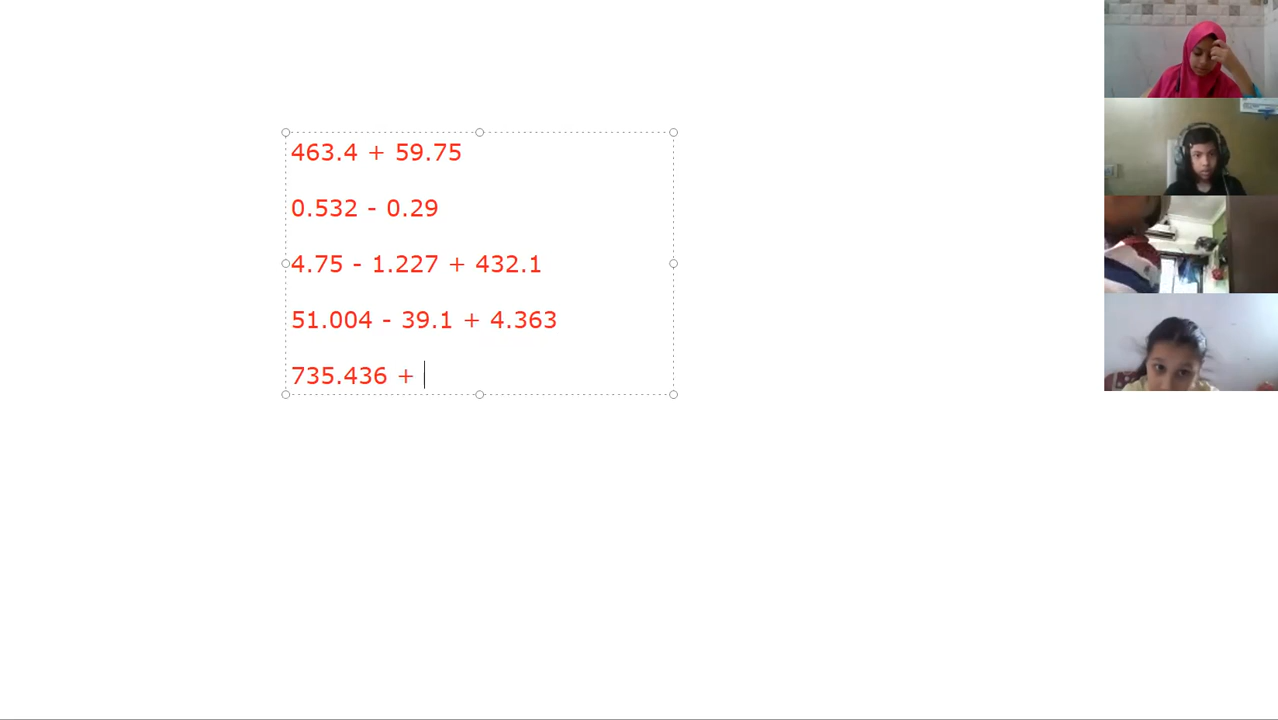 463.4 + 59.75
0.532 - 0.29
4.75 - 1.227 + 432.1
51.004 - 39.1 + 4.363
735.436 +